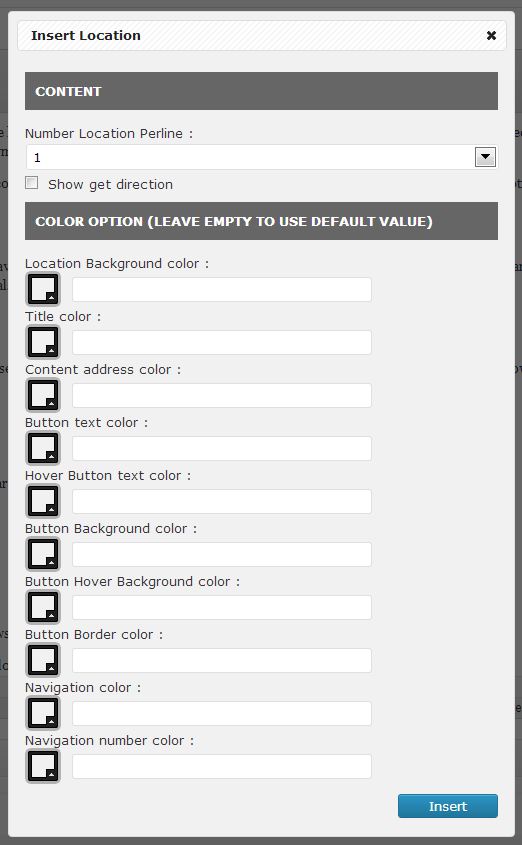 Insert Location
CONTENT
Number Location Perline :
1
Show get direction
COLOR OPTION (LEAVE EMPTY TO USE DEFAULT VALUE)
Location Background color :
Title color :
Content address color :
Button text color :
Hover Button text color :
Button Background color :
Button Hover Background color :
Button Border color :
Navigation color :
Navigation number color :
Insert